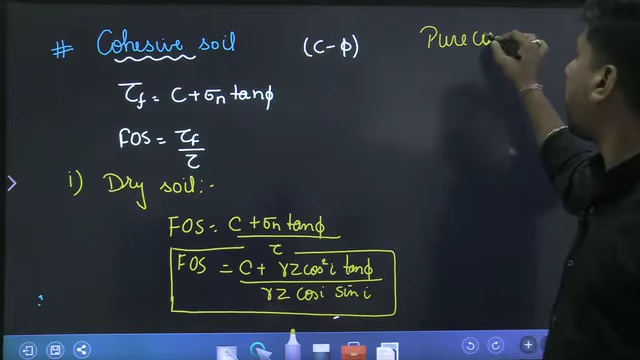 # Cohesive soil (C-φ)
τf = C + σn tanφ
FOS = τf / τ
i) Dry soil:-
FOS = C + σn tanφ / τ
FOS = C + γz cos²i tanφ / γz cosi sini
Pure